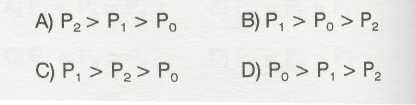 A) P₂ > P₁ > P₀ B) P₁ > P₀ > P₂
C) P₁ > P₂ > P₀ D) P₀ > P₁ > P₂